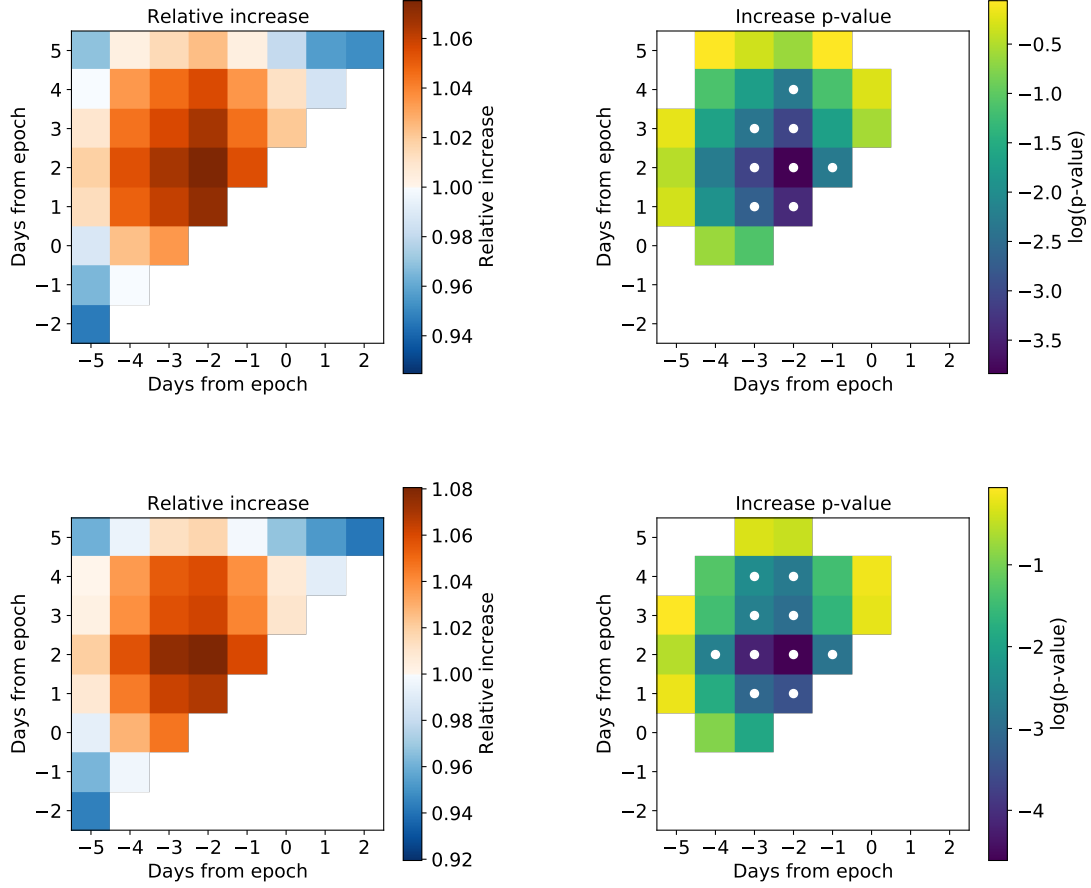 Relative increase
Days from epoch
5
4
3
2
1
0
−1
−2
−5 −4 −3 −2 −1 0 1 2
Days from epoch
1.06
1.04
1.02
1.00
0.98
0.96
0.94
Relative increase
Increase p-value
Days from epoch
5
4
3
2
1
0
−1
−2
−5 −4 −3 −2 −1 0 1 2
Days from epoch
−0.5
−1.0
−1.5
−2.0
−2.5
−3.0
−3.5
log(p-value)
Relative increase
Days from epoch
5
4
3
2
1
0
−1
−2
−5 −4 −3 −2 −1 0 1 2
Days from epoch
1.08
1.06
1.04
1.02
1.00
0.98
0.96
0.94
0.92
Relative increase
Increase p-value
Days from epoch
5
4
3
2
1
0
−1
−2
−5 −4 −3 −2 −1 0 1 2
Days from epoch
−1
−2
−3
−4
log(p-value)